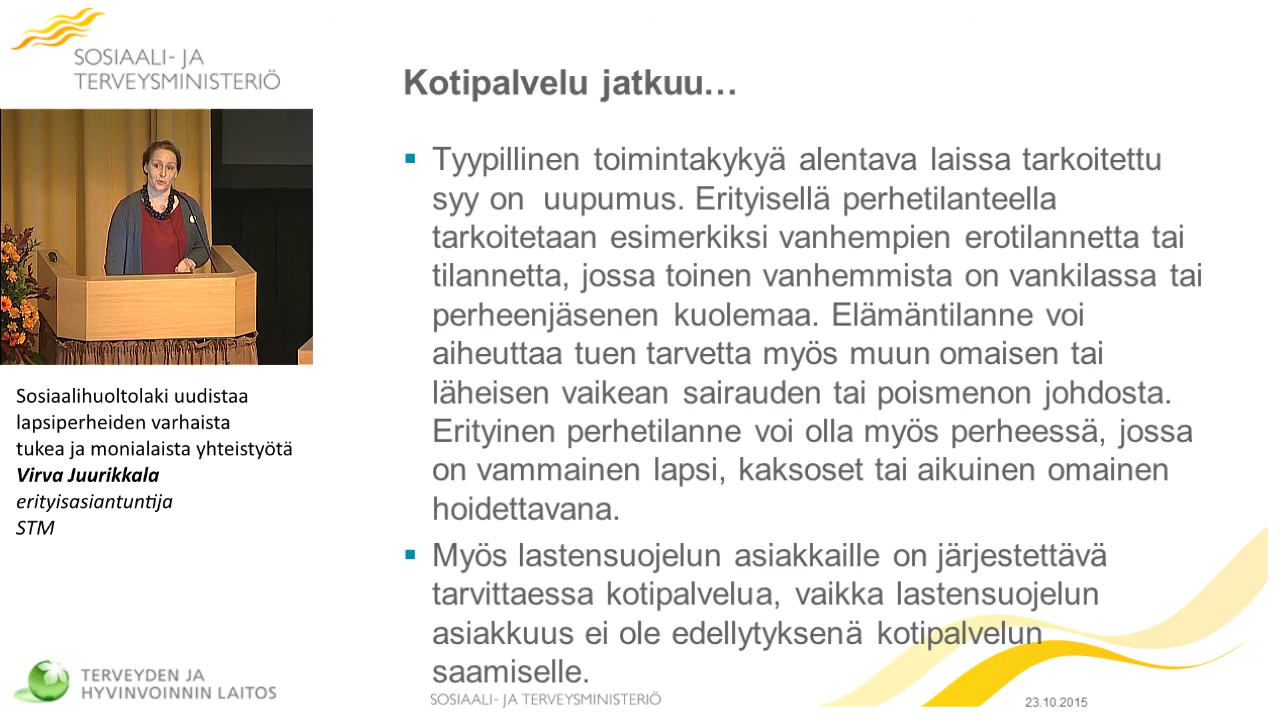 SOSIAALI- JA
TERVEYSMINISTERIÖ
Kotipalvelu jatkuu…
▪ Tyypillinen toimintakykyä alentava laissa tarkoitettu
syy on uupumus. Erityisellä perhetilanteella
tarkoitetaan esimerkiksi vanhempien erotilannetta tai
tilannetta, jossa toinen vanhemmista on vankilassa tai
perheenjäsenen kuolemaa. Elämäntilanne voi
aiheuttaa tuen tarvetta myös muun omaisen tai
läheisen vaikean sairauden tai poismenon johdosta.
Erityinen perhetilanne voi olla myös perheessä, jossa
on vammainen lapsi, kaksoset tai aikuinen omainen
hoidettavana.
▪ Myös lastensuojelun asiakkaille on järjestettävä
tarvittaessa kotipalvelua, vaikka lastensuojelun
asiakkuus ei ole edellytyksenä kotipalvelun
saamiselle.
Sosiaalihuoltolaki uudistaa
lapsiperheiden varhaista
tukea ja monialaista yhteistyötä
Virva Juurikkala
erityisasiantuntija
STM
TERVEYDEN JA
HYVINVOINNIN LAITOS
SOSIAALI- JA TERVEYSMINISTERIÖ
23.10.2015